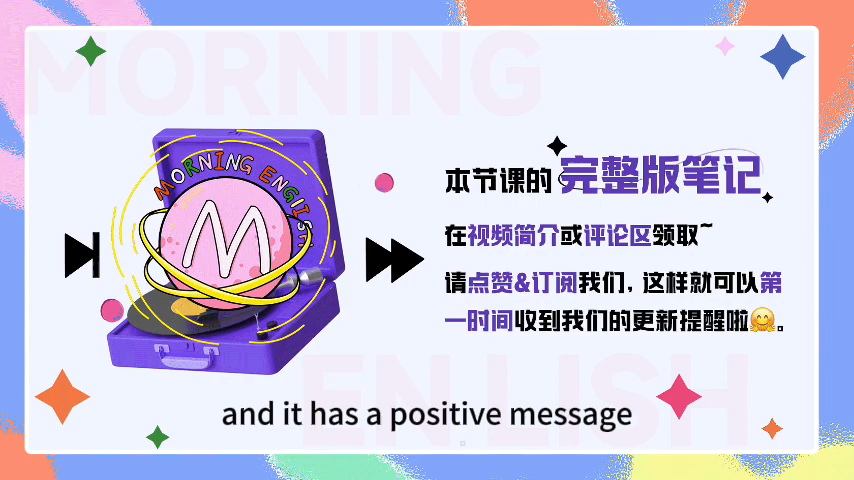 MORNING
MORNING ENGLISH
M
本节课的 完整版笔记
在视频简介或评论区领取~
请点赞&订阅我们，这样就可以第
一时间收到我们的更新提醒啦🤗。
EN LISH
and it has a positive message